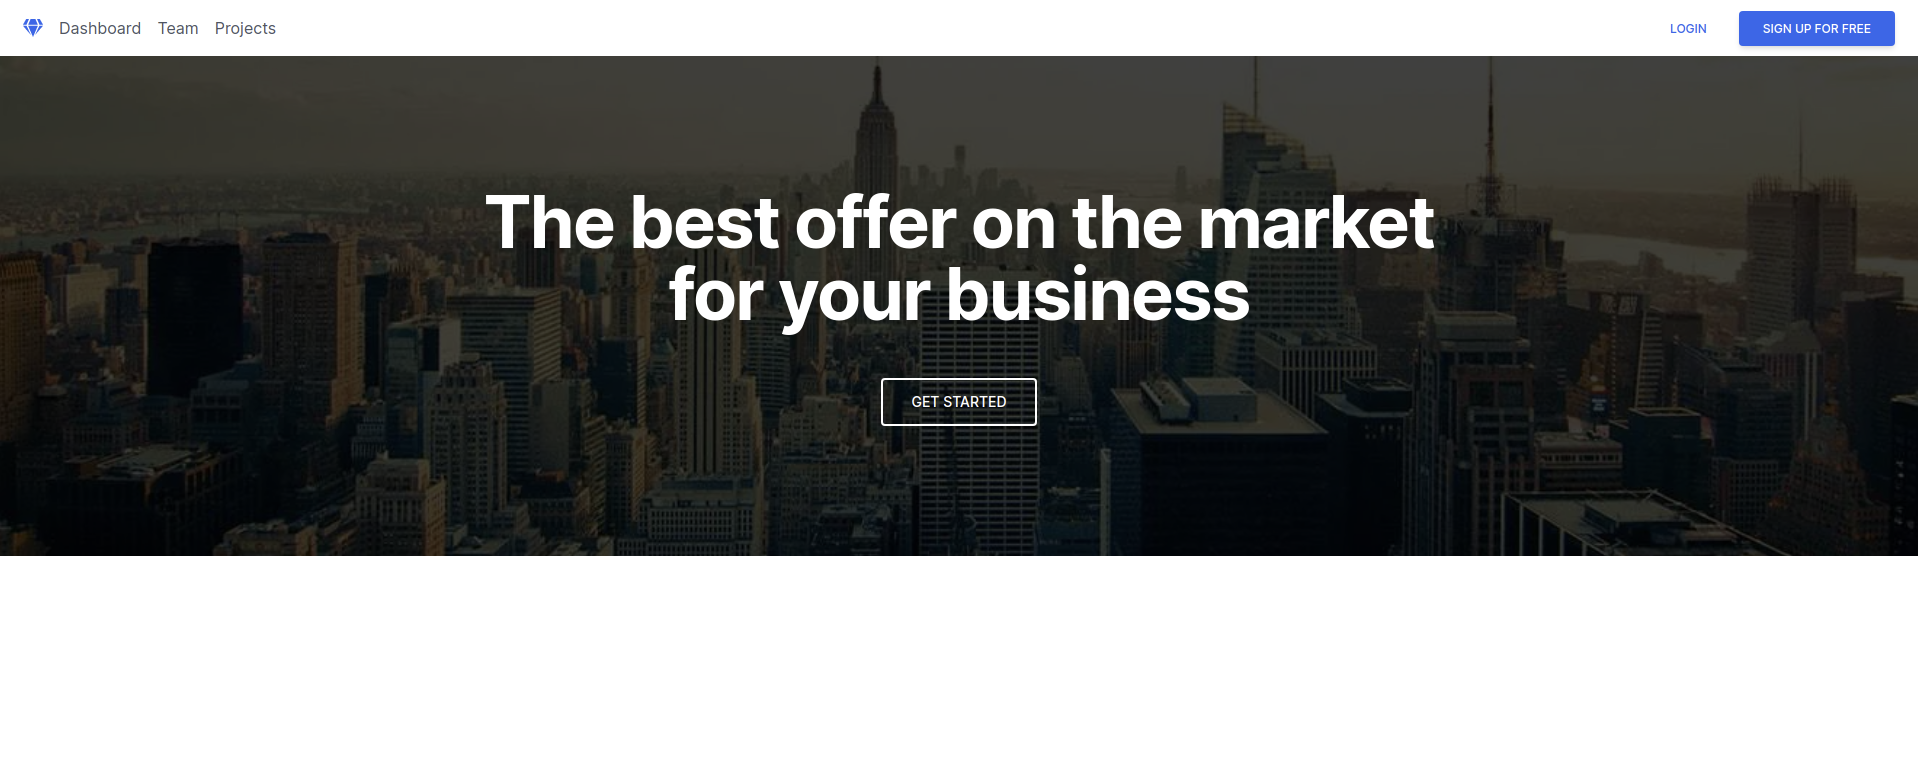 Dashboard Team Projects LOGIN SIGN UP FOR FREE
The best offer on the market
for your business
GET STARTED